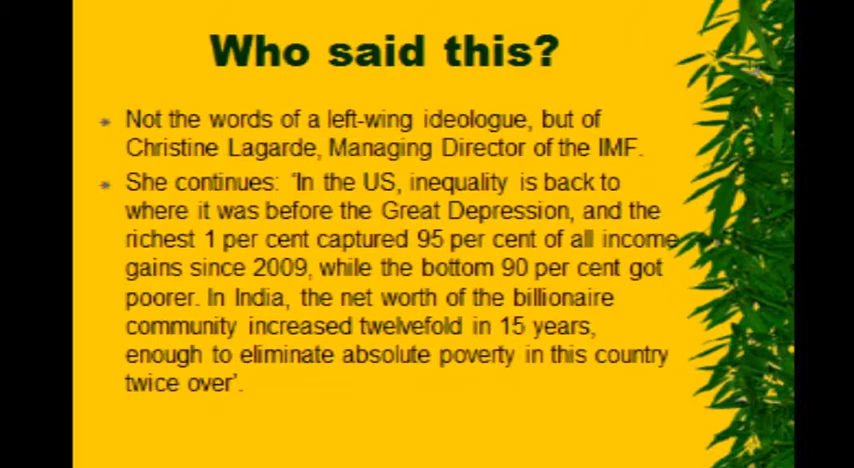 Who said this?
Not the words of a left-wing ideologue, but of
Christine Lagarde, Managing Director of the IMF.
She continues: 'In the US, inequality is back to
where it was before the Great Depression, and the
richest 1 per cent captured 95 per cent of all income
gains since 2009, while the bottom 90 per cent got
poorer. In India, the net worth of the billionaire
community increased twelvefold in 15 years,
enough to eliminate absolute poverty in this country
twice over'.